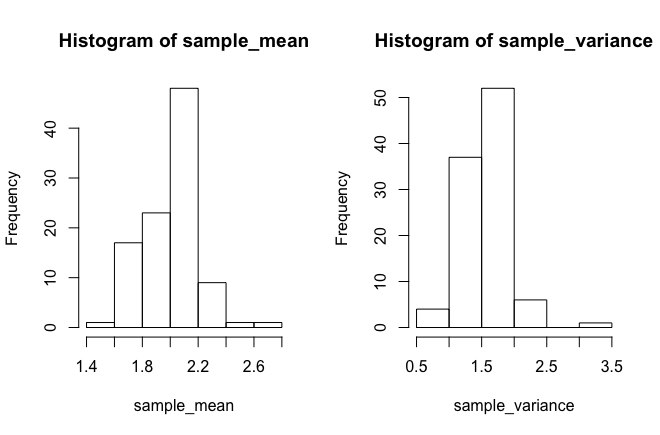 Histogram of sample_mean
Frequency
0 10 20 30 40
1.4 1.8 2.2 2.6
sample_mean
Histogram of sample_variance
Frequency
0 10 20 30 40 50
0.5 1.5 2.5 3.5
sample_variance